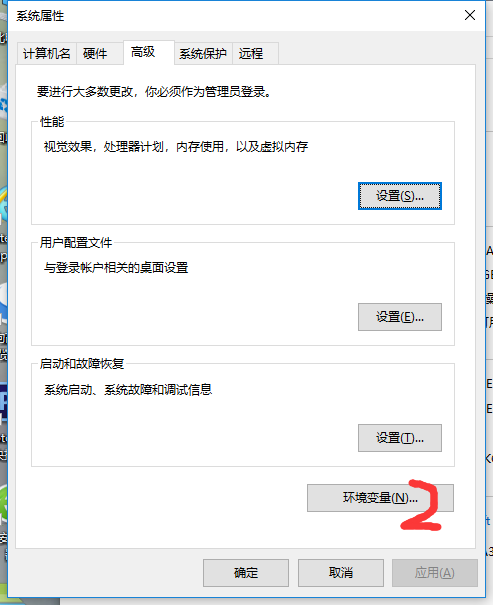 系统属性
计算机名
硬件
高级
系统保护
远程
要进行大多数更改，你必须作为管理员登录。
性能
视觉效果，处理器计划，内存使用，以及虚拟内存
设置(S)...
用户配置文件
与登录帐户相关的桌面设置
设置(E)...
启动和故障恢复
系统启动、系统故障和调试信息
设置(T)...
环境变量(N)...
2
确定
取消
应用(A)